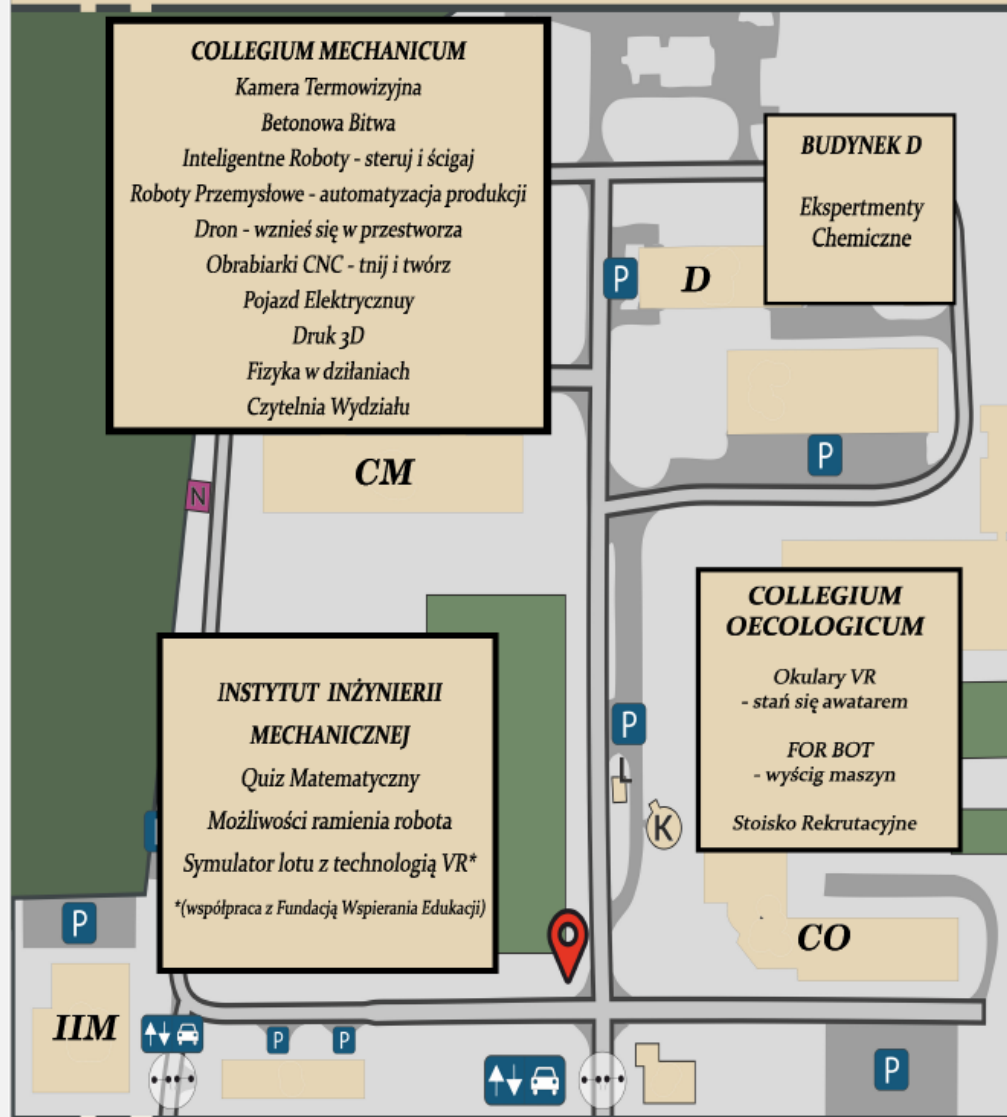 COLLEGIUM MECHANICUM
Kamera Termowizyjna
Betonowa Bitwa
Inteligentne Roboty - steruj i ścigaj
Roboty Przemysłowe - automatyzacja produkcji
Dron - wznieś się w przestworza
Obrabiarki CNC - tnij i twórz
Pojazd Elektrycznuy
Druk 3D
Fizyka w dziłaniach
Czytelnia Wydziału
BUDYNEK D
Ekspertmenty
Chemiczne
P
D
P
CM
N
COLLEGIUM
OECOLOGICUM
Okulary VR
- stań się awatarem
FOR BOT
- wyścig maszyn
Stoisko Rekrutacyjne
INSTYTUT INŻYNIERII
MECHANICZNEJ
Quiz Matematyczny
Możliwości ramienia robota
Symulator lotu z technologią VR*
*(współpraca z Fundacją Wspierania Edukacji)
P
L
K
P
CO
IIM
P
P
P